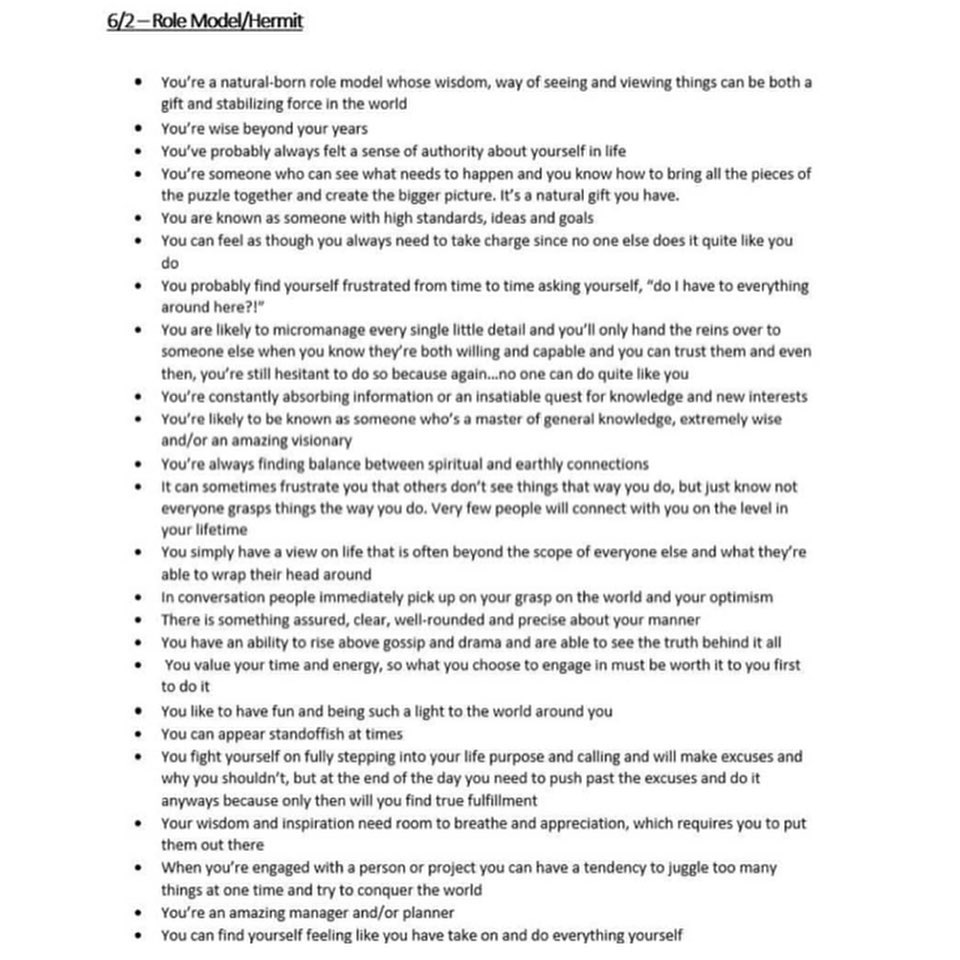 6/2 – Role Model/Hermit
• You're a natural-born role model whose wisdom, way of seeing and viewing things can be both a
gift and stabilizing force in the world
• You're wise beyond your years
• You've probably always felt a sense of authority about yourself in life
• You're someone who can see what needs to happen and you know how to bring all the pieces of
the puzzle together and create the bigger picture. It's a natural gift you have.
• You are known as someone with high standards, ideas and goals
• You can feel as though you always need to take charge since no one else does it quite like you
do
• You probably find yourself frustrated from time to time asking yourself, "do I have to everything
around here?!"
• You are likely to micromanage every single little detail and you'll only hand the reins over to
someone else when you know they're both willing and capable and you can trust them and even
then, you're still hesitant to do so because again...no one can do quite like you
• You're constantly absorbing information or an insatiable quest for knowledge and new interests
• You're likely to be known as someone who's a master of general knowledge, extremely wise
and/or an amazing visionary
• You're always finding balance between spiritual and earthly connections
• It can sometimes frustrate you that others don't see things that way you do, but just know not
everyone grasps things the way you do. Very few people will connect with you on the level in
your lifetime
• You simply have a view on life that is often beyond the scope of everyone else and what they're
able to wrap their head around
• In conversation people immediately pick up on your grasp on the world and your optimism
• There is something assured, clear, well-rounded and precise about your manner
• You have an ability to rise above gossip and drama and are able to see the truth behind it all
• You value your time and energy, so what you choose to engage in must be worth it to you first
to do it
• You like to have fun and being such a light to the world around you
• You can appear standoffish at times
• You fight yourself on fully stepping into your life purpose and calling and will make excuses and
why you shouldn't, but at the end of the day you need to push past the excuses and do it
anyways because only then will you find true fulfillment
• Your wisdom and inspiration need room to breathe and appreciation, which requires you to put
them out there
• When you're engaged with a person or project you can have a tendency to juggle too many
things at one time and try to conquer the world
• You're an amazing manager and/or planner
• You can find yourself feeling like you have take on and do everything yourself